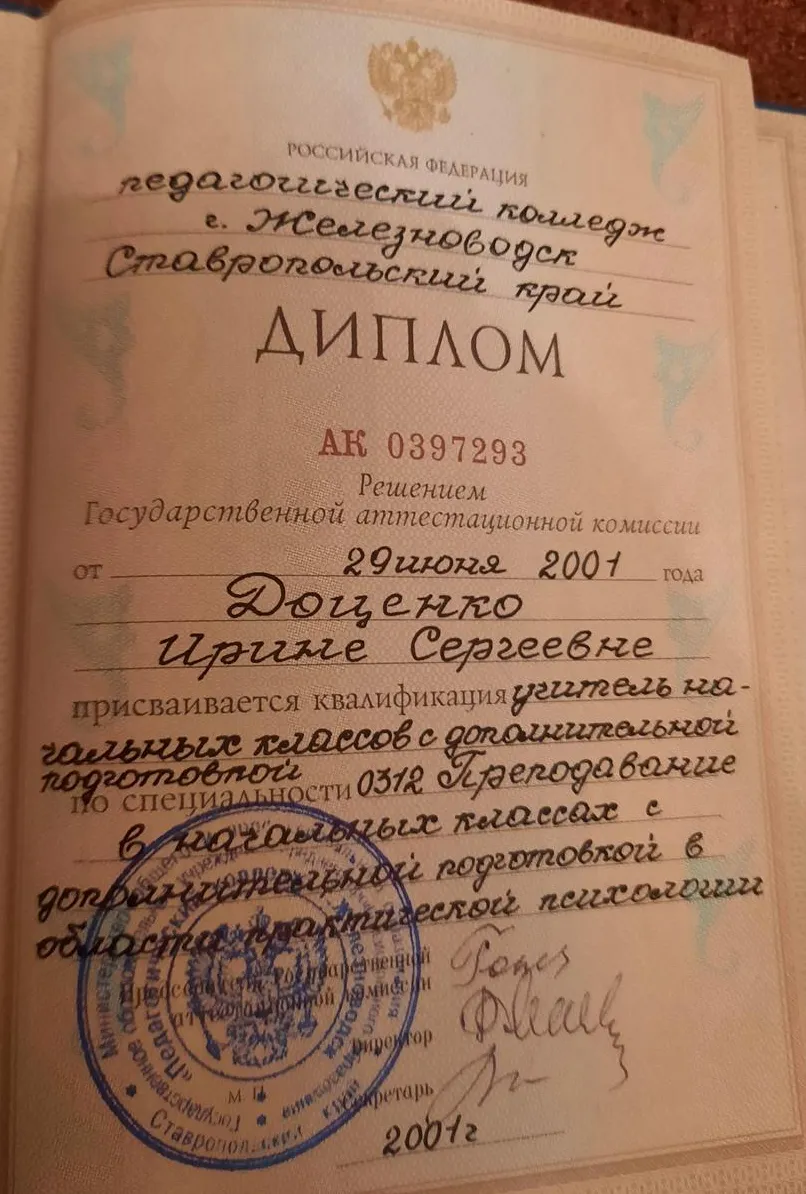 РОССИЙСКАЯ ФЕДЕРАЦИЯ
педагогический колледж
г. Железноводск
Ставропольский край
ДИПЛОМ
АК 0397293
Решением
Государственной аттестационной комиссии
от 29 июня 2001 года
Доценко
Ирине Сергеевне
присваивается квалификация учитель на-
чальных классов с дополнительной
подготовкой
по специальности 0312 Преподавание
в начальных классах с
дополнительной подготовкой в
области практической психологии
Председатель Государственной
аттестационной комиссии
Директор
Секретарь
М П
2001г